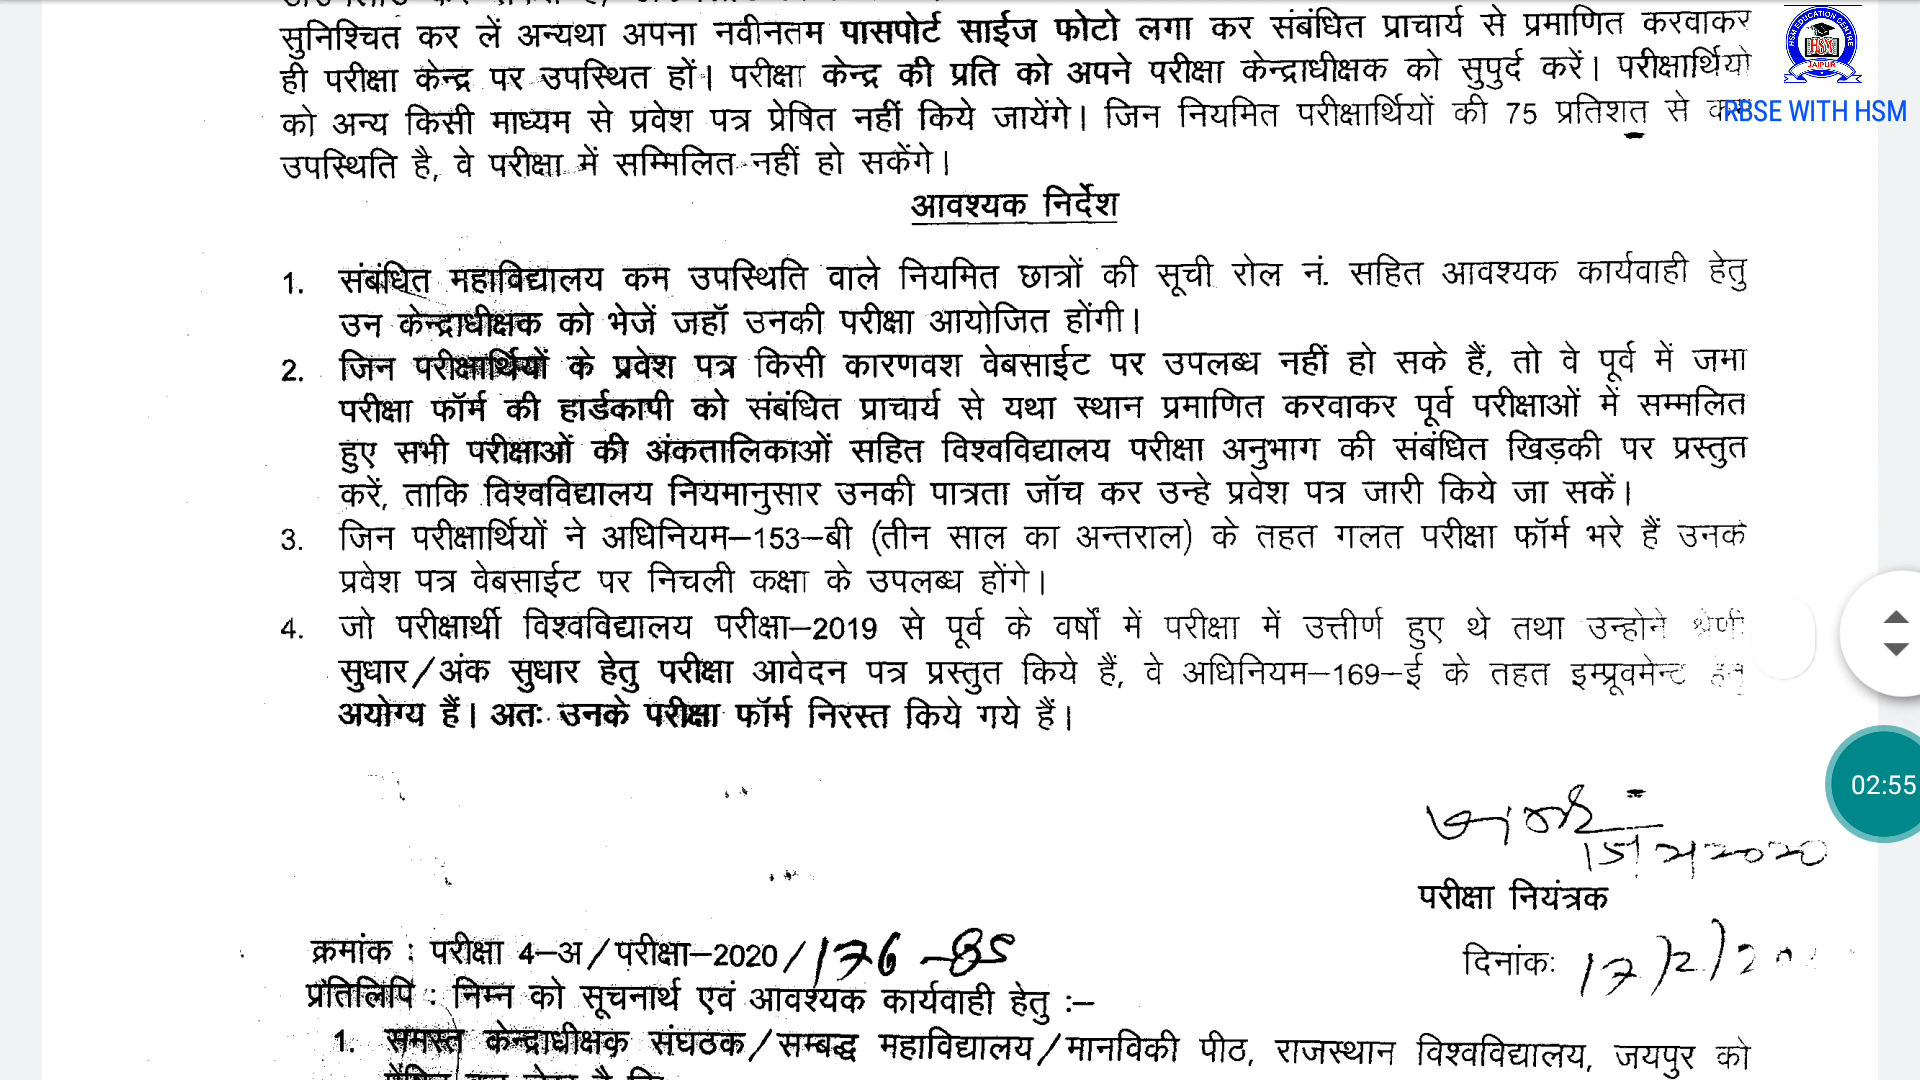 सुनिश्चित कर लें अन्यथा अपना नवीनतम पासपोर्ट साईज फोटो लगा कर संबंधित प्राचार्य से प्रमाणित करवाकर
ही परीक्षा केन्द्र पर उपस्थित हों। परीक्षा केन्द्र की प्रति को अपने परीक्षा केन्द्राधीक्षक को सुपुर्द करें। परीक्षार्थियो
को अन्य किसी माध्यम से प्रवेश पत्र प्रेषित नहीं किये जायेंगे। जिन नियमित परीक्षार्थियों की 75 प्रतिशत से
उपस्थिति है, वे परीक्षा में सम्मिलित नहीं हो सकेंगे।
HSM EDUCATION CENTRE
HSM
JAIPUR
RBSE WITH HSM
आवश्यक निर्देश
1. संबंधित महाविद्यालय कम उपस्थिति वाले नियमित छात्रों की सूची रोल नं. सहित आवश्यक कार्यवाही हेतु
उन केन्द्राधीक्षक को भेजें जहॉ उनकी परीक्षा आयोजित होंगी।
2. जिन परीक्षार्थियों के प्रवेश पत्र किसी कारणवश वेबसाईट पर उपलब्ध नहीं हो सके हैं, तो वे पूर्व में जमा
परीक्षा फॉर्म की हार्डकापी को संबंधित प्राचार्य से यथा स्थान प्रमाणित करवाकर पूर्व परीक्षाओं में सम्मलित
हुए सभी परीक्षाओं की अंकतालिकाओं सहित विश्वविद्यालय परीक्षा अनुभाग की संबंधित खिड़की पर प्रस्तुत
करें, ताकि विश्वविद्यालय नियमानुसार उनकी पात्रता जॉच कर उन्हे प्रवेश पत्र जारी किये जा सकें।
3. जिन परीक्षार्थियों ने अधिनियम–153–बी (तीन साल का अन्तराल) के तहत गलत परीक्षा फॉर्म भरे हैं उनके
प्रवेश पत्र वेबसाईट पर निचली कक्षा के उपलब्ध होंगे।
4. जो परीक्षार्थी विश्वविद्यालय परीक्षा–2019 से पूर्व के वर्षों में परीक्षा में उत्तीर्ण हुए थे तथा उन्होने श्रेणी
सुधार/अंक सुधार हेतु परीक्षा आवेदन पत्र प्रस्तुत किये हैं, वे अधिनियम–169–ई के तहत इम्प्रूवमेन्ट हेतु
अयोग्य हैं। अतः उनके परीक्षा फॉर्म निरस्त किये गये हैं।
02:55
परीक्षा नियंत्रक
क्रमांक : परीक्षा 4–अ/परीक्षा–2020/176-85
दिनांकः 17/2/20
प्रतिलिपि : निम्न को सूचनार्थ एवं आवश्यक कार्यवाही हेतु :–
1. समस्त केन्द्राधीक्षक संघठक/सम्बद्ध महाविद्यालय/मानविकी पीठ, राजस्थान विश्वविद्यालय, जयपुर को